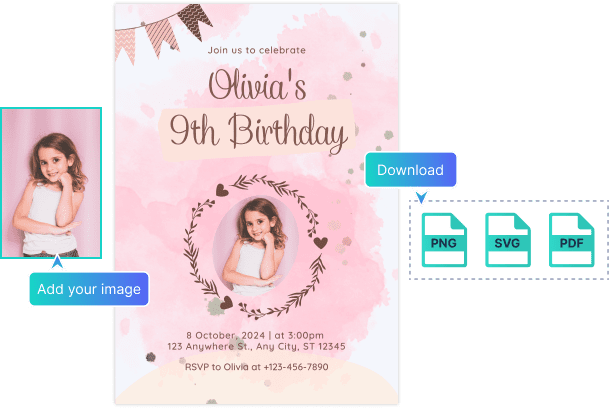 Join us to celebrate
Olivia's
9th Birthday
Download
PNG
SVG
PDF
Add your image
8 October, 2024 | at 3:00pm
123 Anywhere St., Any City, ST 12345
RSVP to Olivia at +123-456-7890